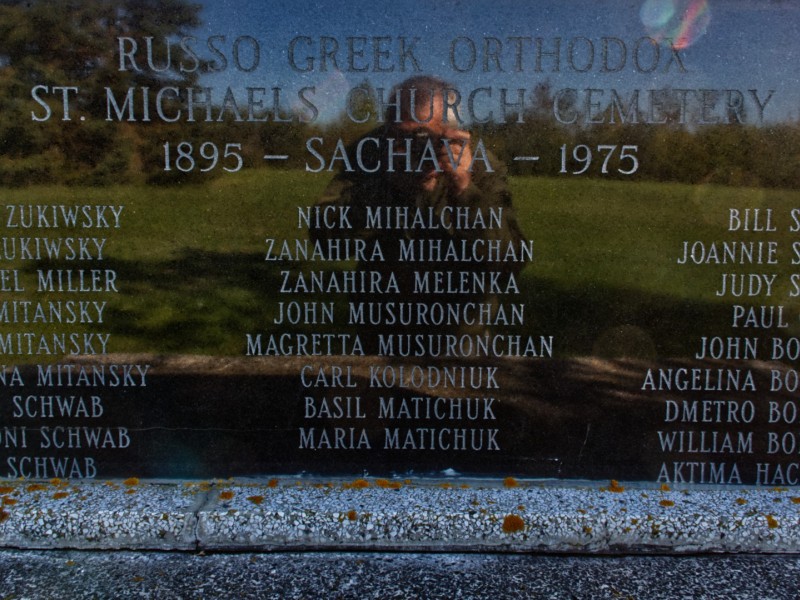 RUSSO GREEK ORTHODOX
ST. MICHAELS CHURCH CEMETERY
1895 – SACHAVA – 1975
ZUKIWSKY
NICK MIHALCHAN
BILL
ZANAHIRA MIHALCHAN
JOANNIE
MILLER
ZANAHIRA MELENKA
JUDY
MITANSKY
JOHN MUSURONCHAN
PAUL
MITANSKY
MAGRETTA MUSURONCHAN
JOHN
MITANSKY
CARL KOLODNIUK
ANGELINA
SCHWAB
BASIL MATICHUK
DMETRO
SCHWAB
MARIA MATICHUK
WILLIAM
SCHWAB
AKTIMA